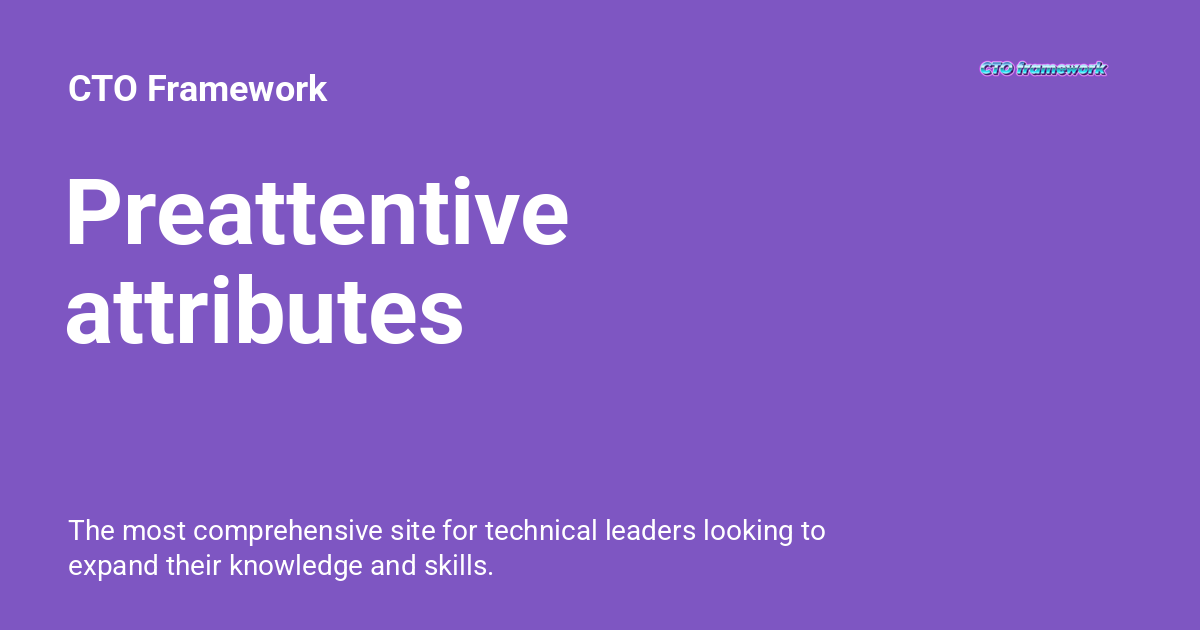 CTO Framework
CTO framework
Preattentive
attributes
The most comprehensive site for technical leaders looking to
expand their knowledge and skills.